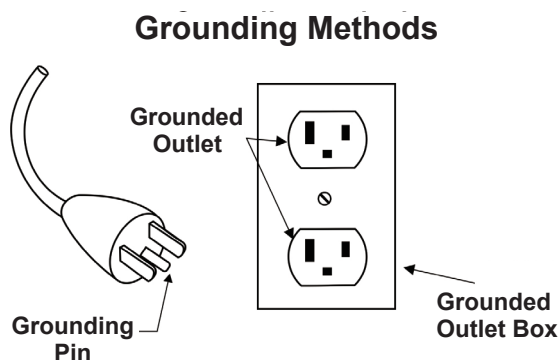 Grounding Methods
Grounded
Outlet
Grounding
Pin
Grounded
Outlet Box